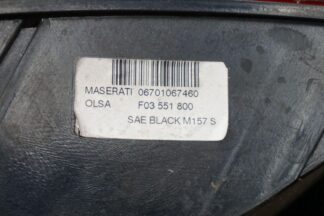 MASERATI 06701067460
OLSA F03 551 800
SAE BLACK M157 S